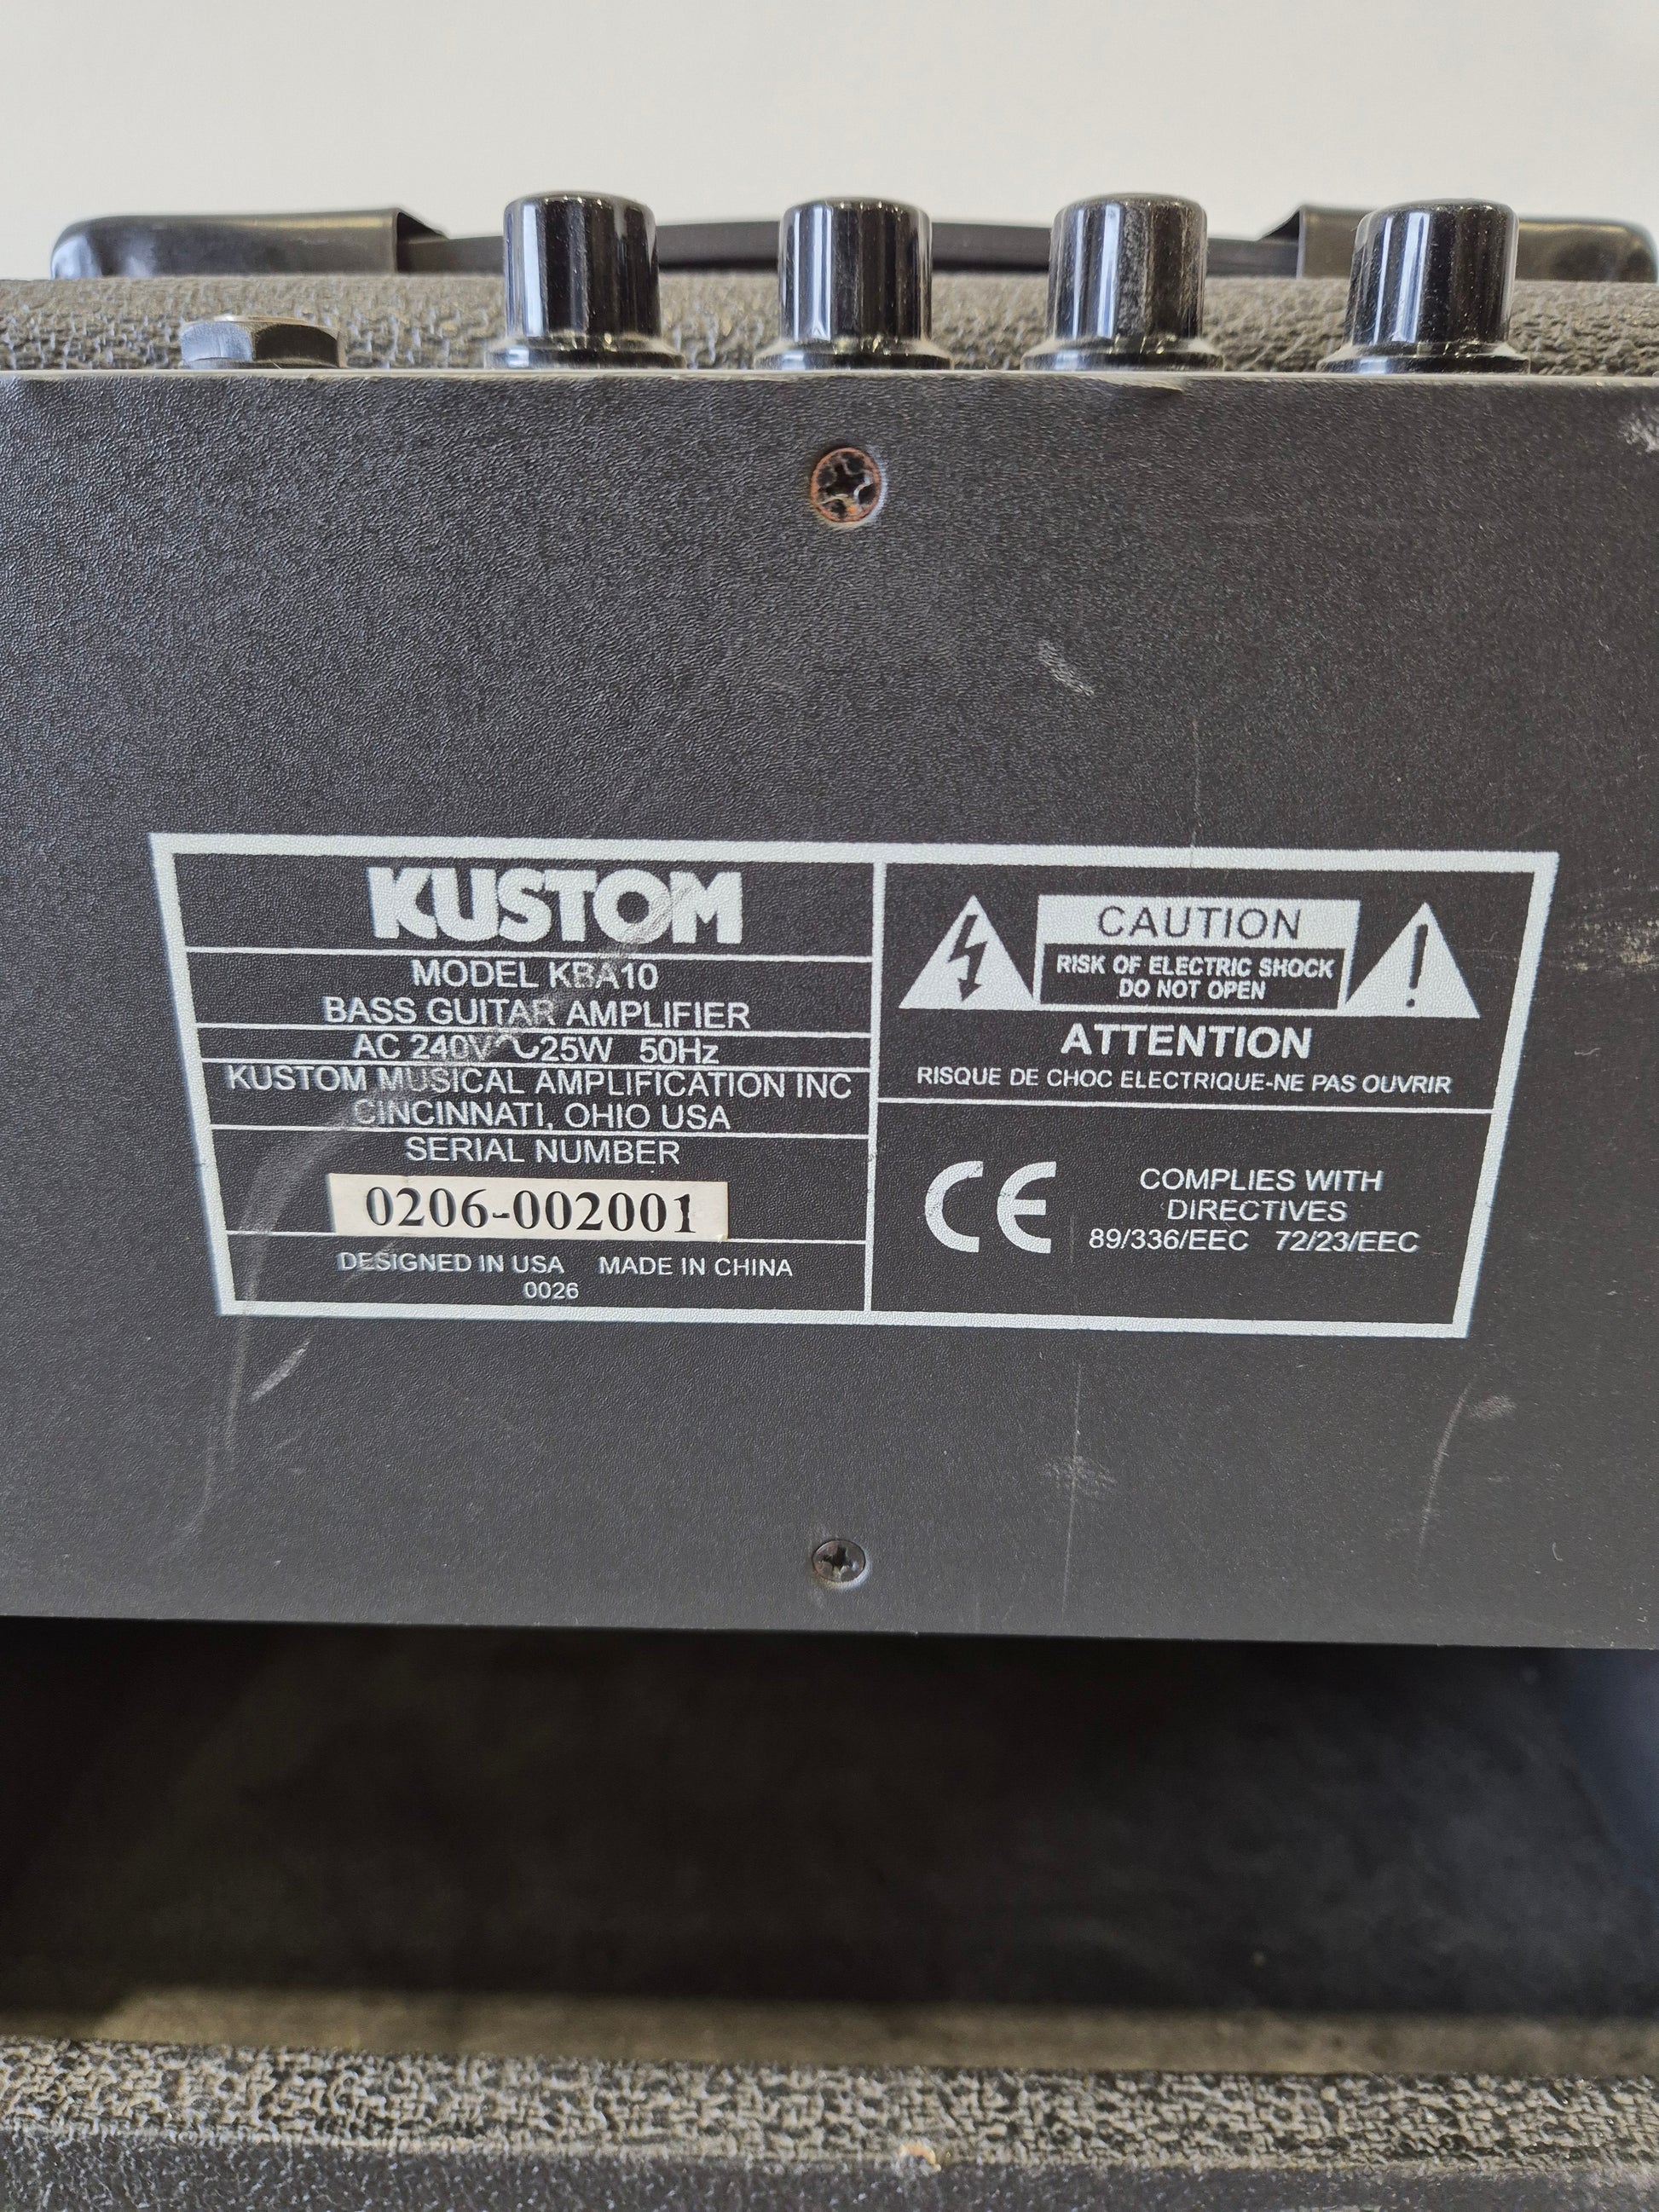 KUSTOM
MODEL KBA10
BASS GUITAR AMPLIFIER
AC 240V ~ 25W 50Hz
KUSTOM MUSICAL AMPLIFICATION INC
CINCINNATI, OHIO USA
SERIAL NUMBER
0206-002001
DESIGNED IN USA MADE IN CHINA
0026
CAUTION
RISK OF ELECTRIC SHOCK
DO NOT OPEN
ATTENTION
RISQUE DE CHOC ELECTRIQUE-NE PAS OUVRIR
CE
COMPLIES WITH
DIRECTIVES
89/336/EEC 72/23/EEC